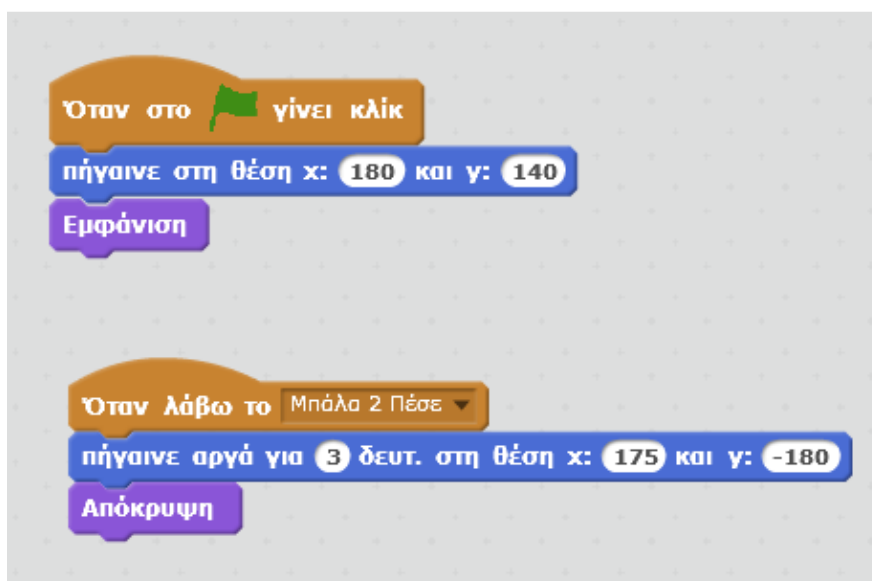 Όταν στο γίνει κλίκ
πήγαινε στη θέση x: 180 και y: 140
Εμφάνιση
Όταν λάβω το Μπάλα 2 Πέσε
πήγαινε αργά για 3 δευτ. στη θέση x: 175 και y: -180
Απόκρυψη